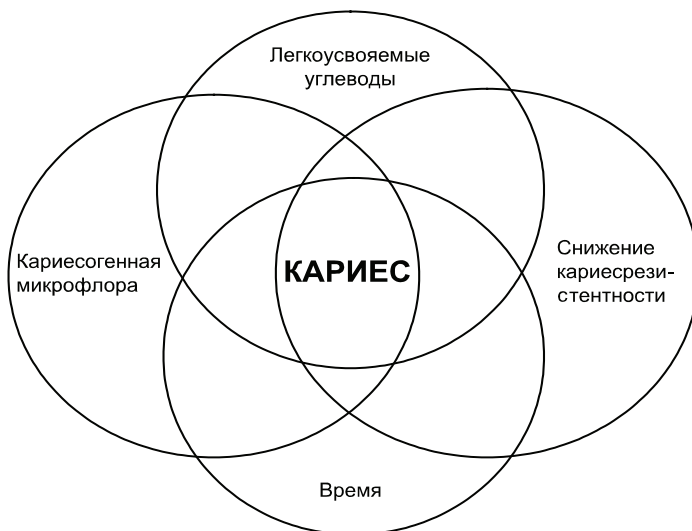 Легкоусвояемые
углеводы
Кариесогенная
микрофлора
КАРИЕС
Снижение
кариесрези-
стентности
Время